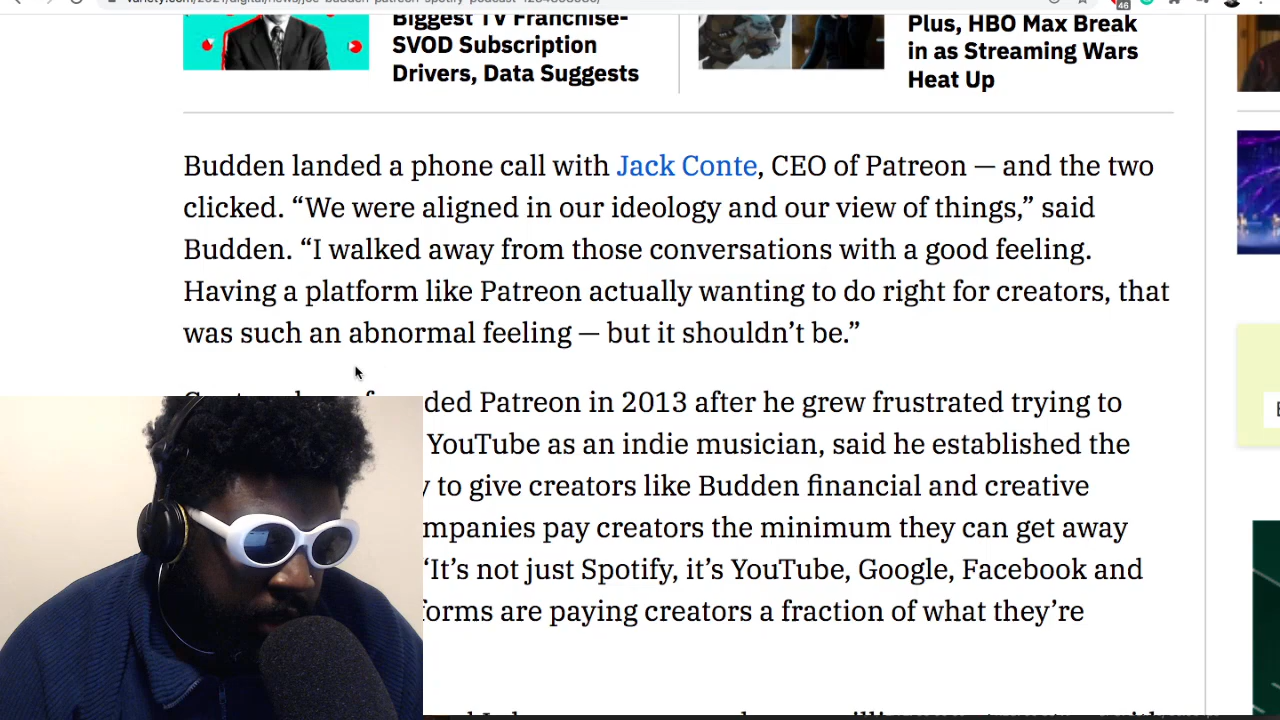 Biggest TV Franchise-
SVOD Subscription
Drivers, Data Suggests
Plus, HBO Max Break
in as Streaming Wars
Heat Up
46
Budden landed a phone call with Jack Conte, CEO of Patreon — and the two
clicked. “We were aligned in our ideology and our view of things,” said
Budden. “I walked away from those conversations with a good feeling.
Having a platform like Patreon actually wanting to do right for creators, that
was such an abnormal feeling — but it shouldn’t be.”
ded Patreon in 2013 after he grew frustrated trying to
YouTube as an indie musician, said he established the
y to give creators like Budden financial and creative
mpanies pay creators the minimum they can get away
“It’s not just Spotify, it’s YouTube, Google, Facebook and
forms are paying creators a fraction of what they’re